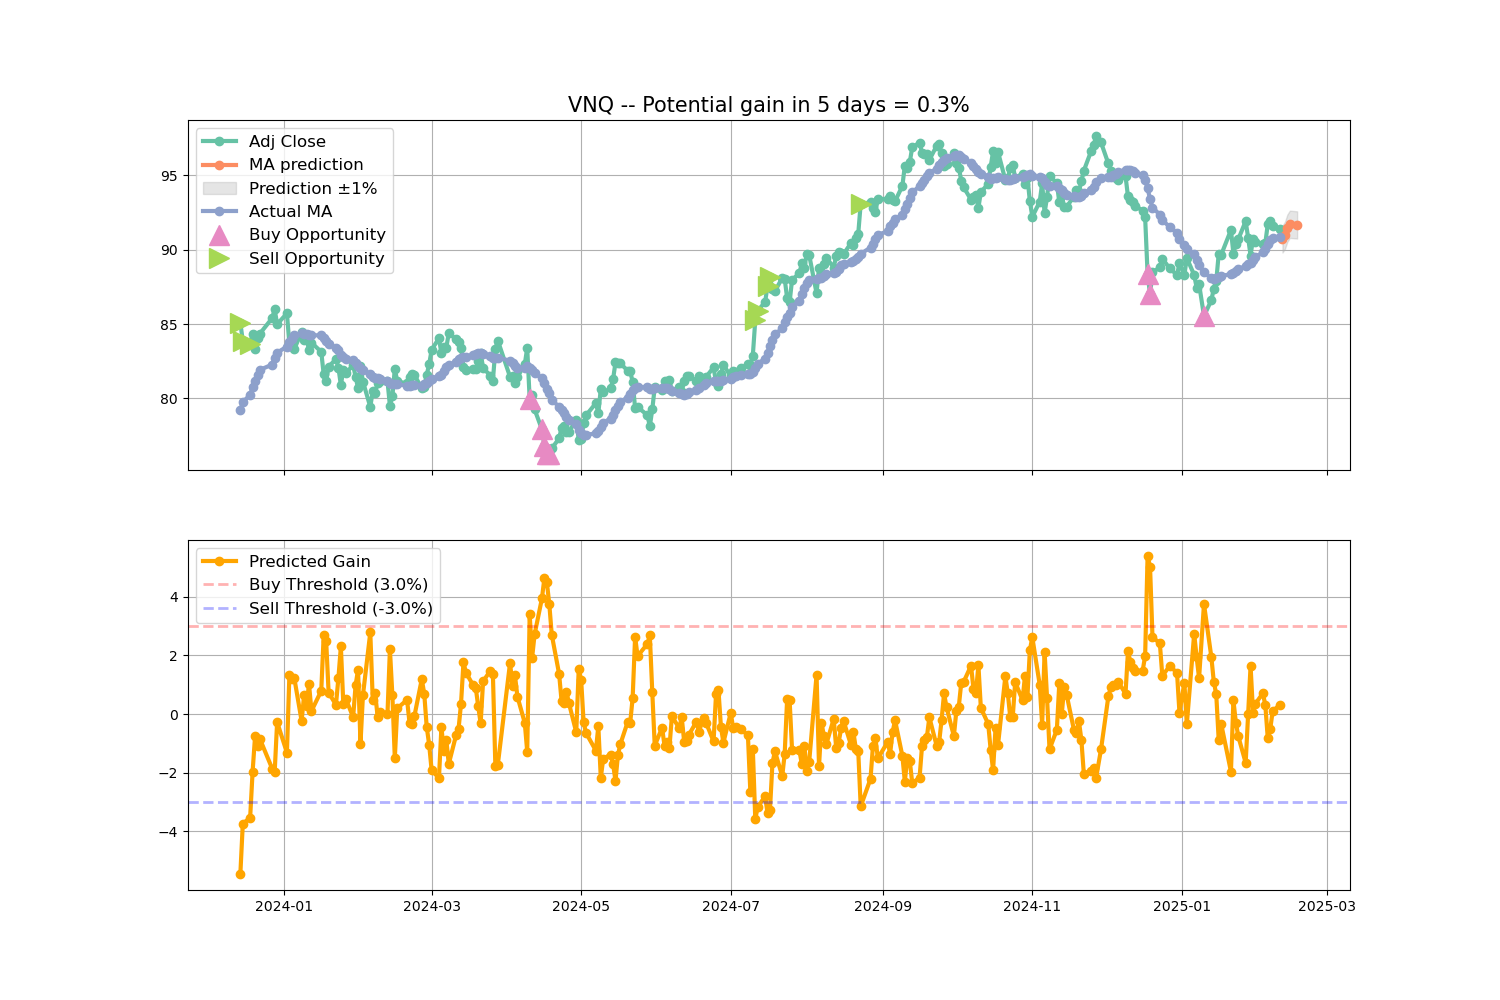 VNQ -- Potential gain in 5 days = 0.3%
Adj Close
MA prediction
Prediction ±1%
Actual MA
Buy Opportunity
Sell Opportunity
95
90
85
80
Predicted Gain
Buy Threshold (3.0%)
Sell Threshold (-3.0%)
4
2
0
−2
−4
2024-01 2024-03 2024-05 2024-07 2024-09 2024-11 2025-01 2025-03